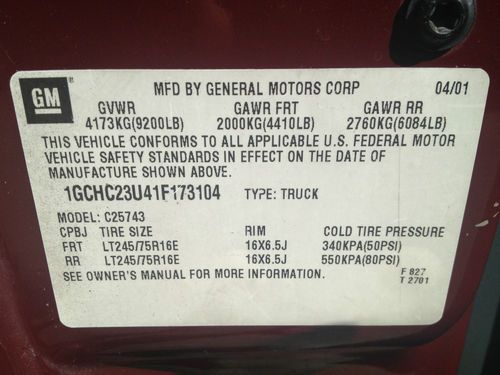 GM
MFD BY GENERAL MOTORS CORP 04/01
GVWR GAWR FRT GAWR RR
4173KG(9200LB) 2000KG(4410LB) 2760KG(6084LB)
THIS VEHICLE CONFORMS TO ALL APPLICABLE U.S. FEDERAL MOTOR
VEHICLE SAFETY STANDARDS IN EFFECT ON THE DATE OF
MANUFACTURE SHOWN ABOVE.
1GCHC23U41F173104 TYPE: TRUCK
MODEL: C25743
CPBJ TIRE SIZE RIM COLD TIRE PRESSURE
FRT LT245/75R16E 16X6.5J 340KPA(50PSI)
RR LT245/75R16E 16X6.5J 550KPA(80PSI)
SEE OWNER'S MANUAL FOR MORE INFORMATION. F 827
T 2701